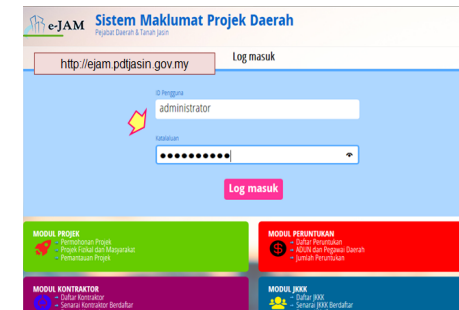 e-JAM
Sistem Maklumat Projek Daerah
Pejabat Daerah & Tanah Jasin
Log masuk
http://ejam.pdtjasin.gov.my
ID Pengguna
administrator
Katalaluan
Log masuk
MODUL PROJEK
– Permohonan Projek
– Projek Fizikal dan Masyarakat
– Pemantauan Projek
MODUL PERUNTUKAN
– Daftar Peruntukan
– ADUN dan Pegawai Daerah
– Jumlah Peruntukan
MODUL KONTRAKTOR
– Daftar Kontraktor
– Senarai Kontraktor Berdaftar
MODUL JKKK
– Daftar JKKK
– Senarai JKKK Berdaftar